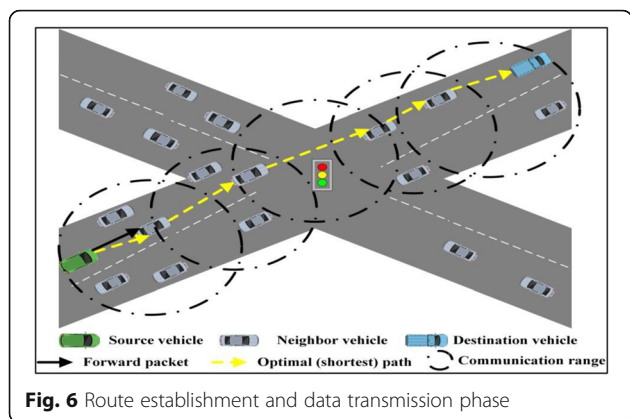 Source vehicle Neighbor vehicle Destination vehicle
Forward packet Optimal (shortest) path Communication range
Fig. 6 Route establishment and data transmission phase